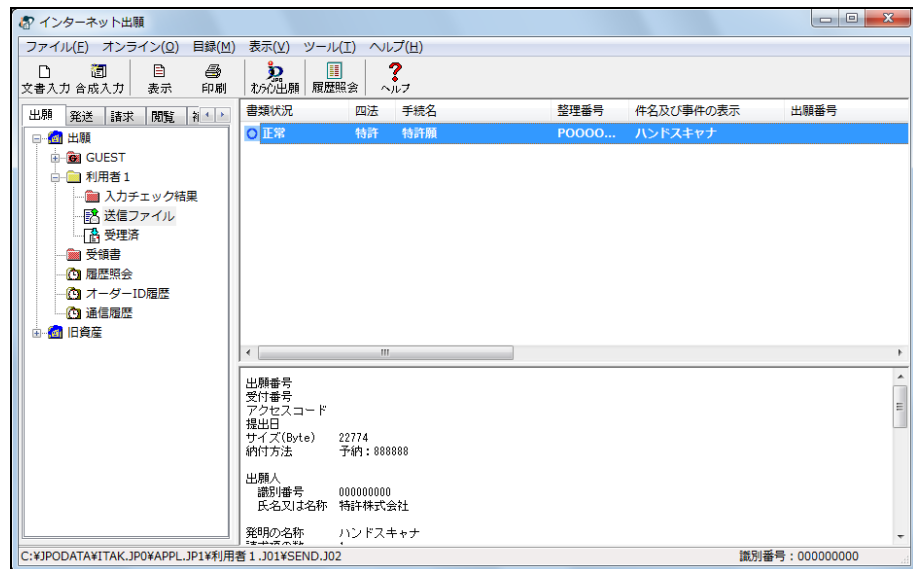 インターネット出願
ファイル(F) オンライン(O) 目録(M) 表示(V) ツール(T) ヘルプ(H)
文書入力 合成入力 表示 印刷 わライン出願 履歴照会 ヘルプ
出願 発送 請求 閲覧
書類状況 四法 手続名 整理番号 件名及び事件の表示 出願番号
正常 特許 特許願 POOOO... ハンドスキャナ
出願
GUEST
利用者1
入力チェック結果
送信ファイル
受理済
受領書
履歴照会
オーダーID履歴
通信履歴
旧資産
出願番号
受付番号
アクセスコード
提出日
サイズ(Byte) 22774
納付方法 予納:888888
出願人
識別番号 000000000
氏名又は名称 特許株式会社
発明の名称 ハンドスキャナ
C:¥JPODATA¥ITAK.JP0¥APPL.JP1¥利用者1.J01¥SEND.J02 識別番号:000000000